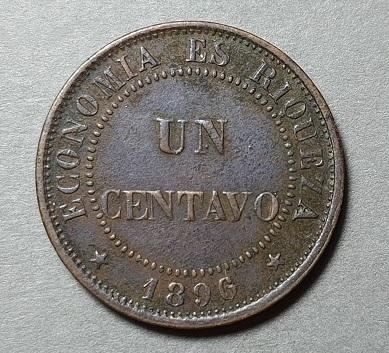 ECONOMIA ES RIQUEZA
UN
CENTAVO
1896